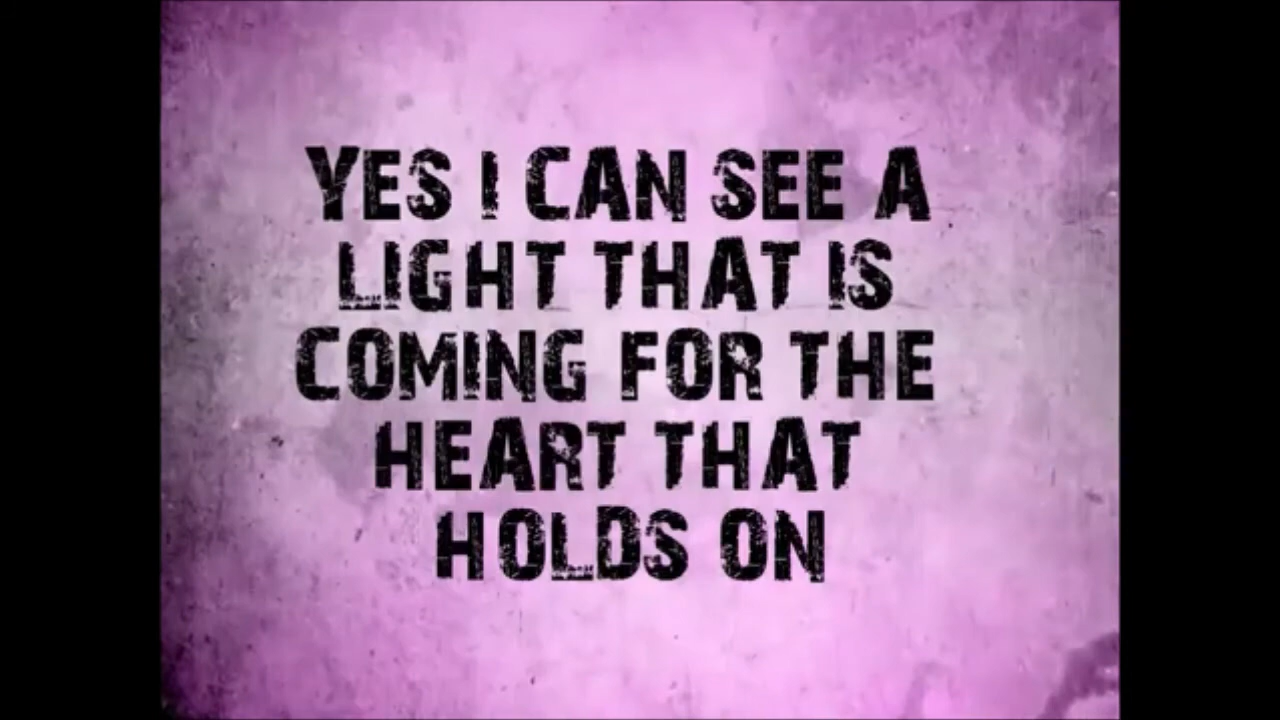 YES I CAN SEE A
LIGHT THAT IS
COMING FOR THE
HEART THAT
HOLDS ON